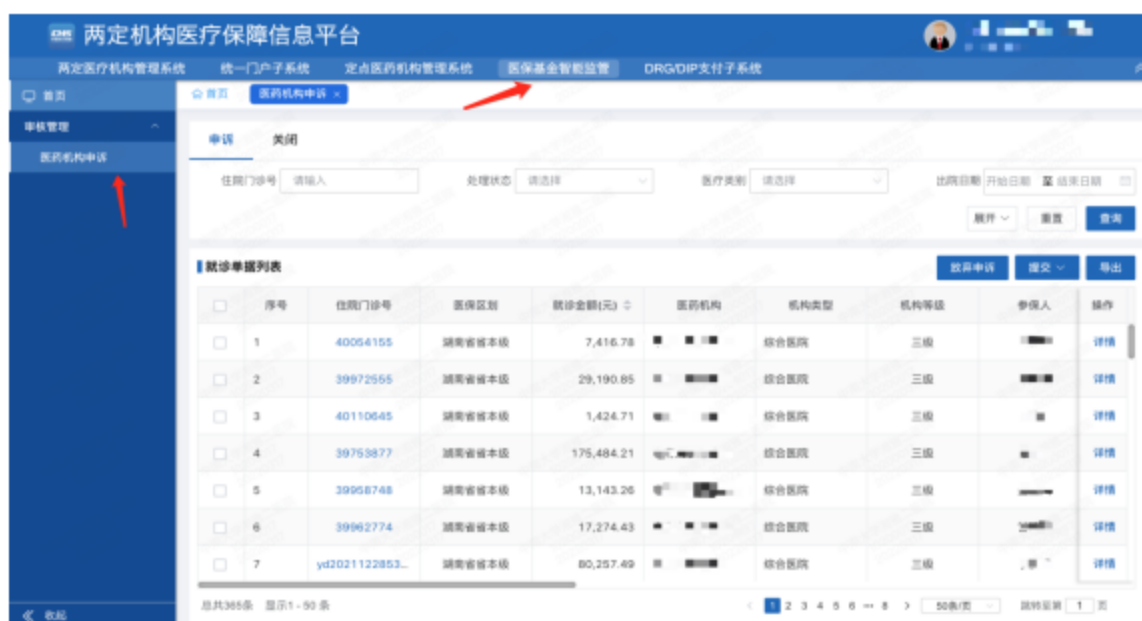 CHS 两定机构医疗保障信息平台
两定医疗机构管理系统 统一门户子系统 定点医药机构管理系统 医保基金智能监管 DRG/DIP支付子系统
首页
审核管理
医药机构申诉
首页 医药机构申诉 ×
申诉 关闭
住院门诊号 请输入 处理状态 请选择 医疗类别 请选择 出院日期 开始日期 至 结束日期
展开 重置 查询
就诊单据列表 放弃申诉 提交 导出
序号 住院门诊号 医保区划 就诊金额(元) 医药机构 机构类型 机构等级 参保人 操作
1 40054155 湖南省省本级 7,416.78 综合医院 三级 详情
2 39972555 湖南省省本级 29,190.85 综合医院 三级 详情
3 40110645 湖南省省本级 1,424.71 综合医院 三级 详情
4 39753877 湖南省省本级 175,484.21 综合医院 三级 详情
5 39958748 湖南省省本级 13,143.26 综合医院 三级 详情
6 39962774 湖南省省本级 17,274.43 综合医院 三级 详情
7 yd2021122853... 湖南省省本级 80,257.49 综合医院 三级 详情
收起
总共365条 显示1-50 条 1 2 3 4 5 6 ··· 8 50条/页 跳转至第 1 页